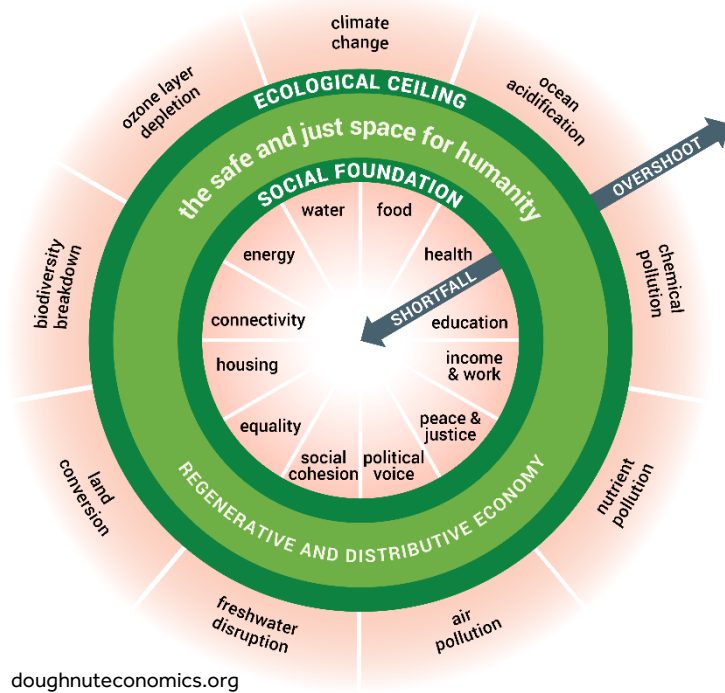 climate
change
ocean
acidification
chemical
pollution
nutrient
pollution
air
pollution
freshwater
disruption
land
conversion
biodiversity
breakdown
ozone layer
depletion
ECOLOGICAL CEILING
the safe and just space for humanity
SOCIAL FOUNDATION
OVERSHOOT
SHORTFALL
water
food
health
education
income
& work
peace &
justice
political
voice
social
cohesion
equality
housing
connectivity
energy
REGENERATIVE AND DISTRIBUTIVE ECONOMY
doughnuteconomics.org